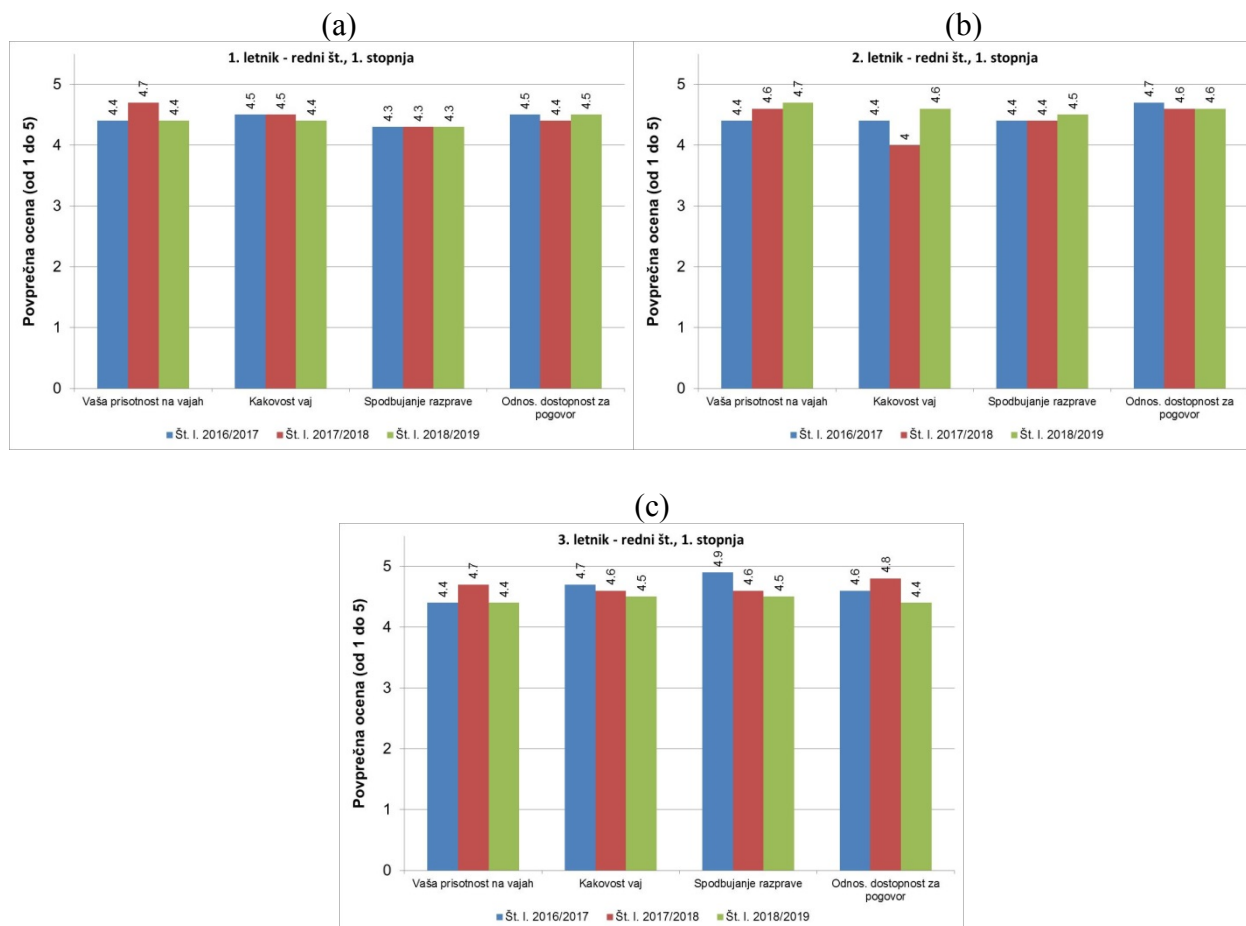 (a)
1. letnik - redni št., 1. stopnja
Povprečna ocena (od 1 do 5)
5
4
3
2
1
0
4.4
4.7
4.4
4.5
4.5
4.4
4.3
4.3
4.3
4.5
4.4
4.5
Vaša prisotnost na vajah
Kakovost vaj
Spodbujanje razprave
Odnos. dostopnost za
pogovor
Št. l. 2016/2017
Št. l. 2017/2018
Št. l. 2018/2019
(b)
2. letnik - redni št., 1. stopnja
Povprečna ocena (od 1 do 5)
5
4
3
2
1
0
4.4
4.6
4.7
4.4
4
4.6
4.4
4.4
4.5
4.7
4.6
4.6
Vaša prisotnost na vajah
Kakovost vaj
Spodbujanje razprave
Odnos. dostopnost za
pogovor
Št. l. 2016/2017
Št. l. 2017/2018
Št. l. 2018/2019
(c)
3. letnik - redni št., 1. stopnja
Povprečna ocena (od 1 do 5)
5
4
3
2
1
0
4.4
4.7
4.4
4.7
4.6
4.5
4.9
4.6
4.5
4.6
4.8
4.4
Vaša prisotnost na vajah
Kakovost vaj
Spodbujanje razprave
Odnos. dostopnost za
pogovor
Št. l. 2016/2017
Št. l. 2017/2018
Št. l. 2018/2019